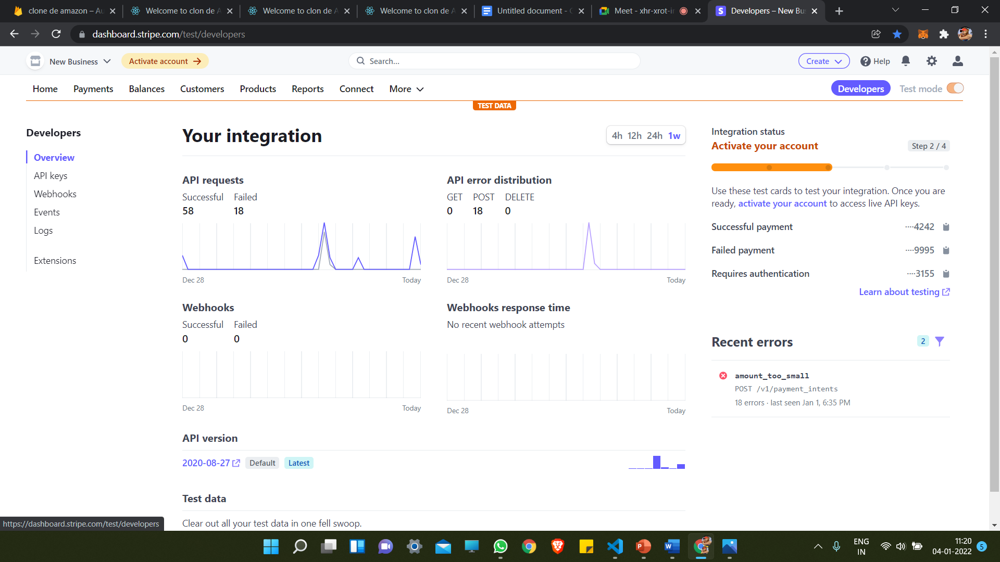 clone de amazon – Au
Welcome to clon de A
Welcome to clon de A
Welcome to clon de A
Untitled document - G
Meet - xhr-xrot-ir
Developers – New Bus
dashboard.stripe.com/test/developers
New Business
Activate account
Search...
Create
Help
Home
Payments
Balances
Customers
Products
Reports
Connect
More
Developers
Test mode
TEST DATA
Developers
Overview
API keys
Webhooks
Events
Logs
Extensions
Your integration
4h 12h 24h 1w
API requests
Successful Failed
58 18
Dec 28 Today
API error distribution
GET POST DELETE
0 18 0
Dec 28 Today
Webhooks
Successful Failed
0 0
Dec 28 Today
Webhooks response time
No recent webhook attempts
Dec 28 Today
API version
2020-08-27 Default Latest
Test data
Clear out all your test data in one fell swoop.
Integration status
Activate your account
Step 2 / 4
Use these test cards to test your integration. Once you are
ready, activate your account to access live API keys.
Successful payment ····4242
Failed payment ····9995
Requires authentication ····3155
Learn about testing
Recent errors
2
amount_too_small
POST /v1/payment_intents
18 errors · last seen Jan 1, 6:35 PM
https://dashboard.stripe.com/test/developers
ENG
IN
11:20
04-01-2022
5